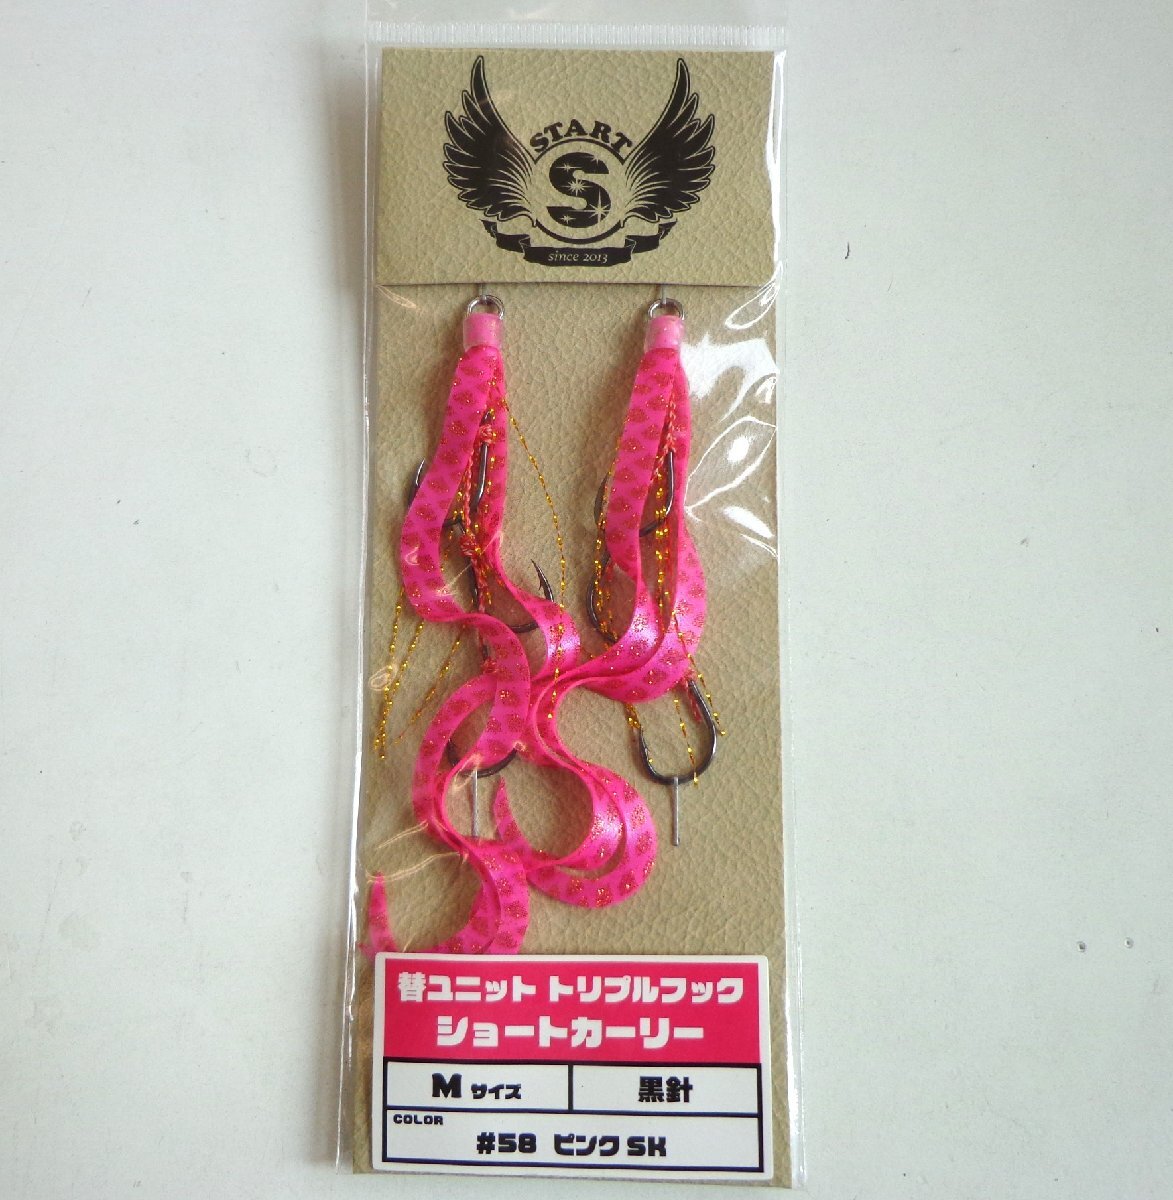 START
S
since 2013
替ユニット トリプルフック
ショートカーリー
M サイズ
黒針
COLOR
#58 ピンク SK